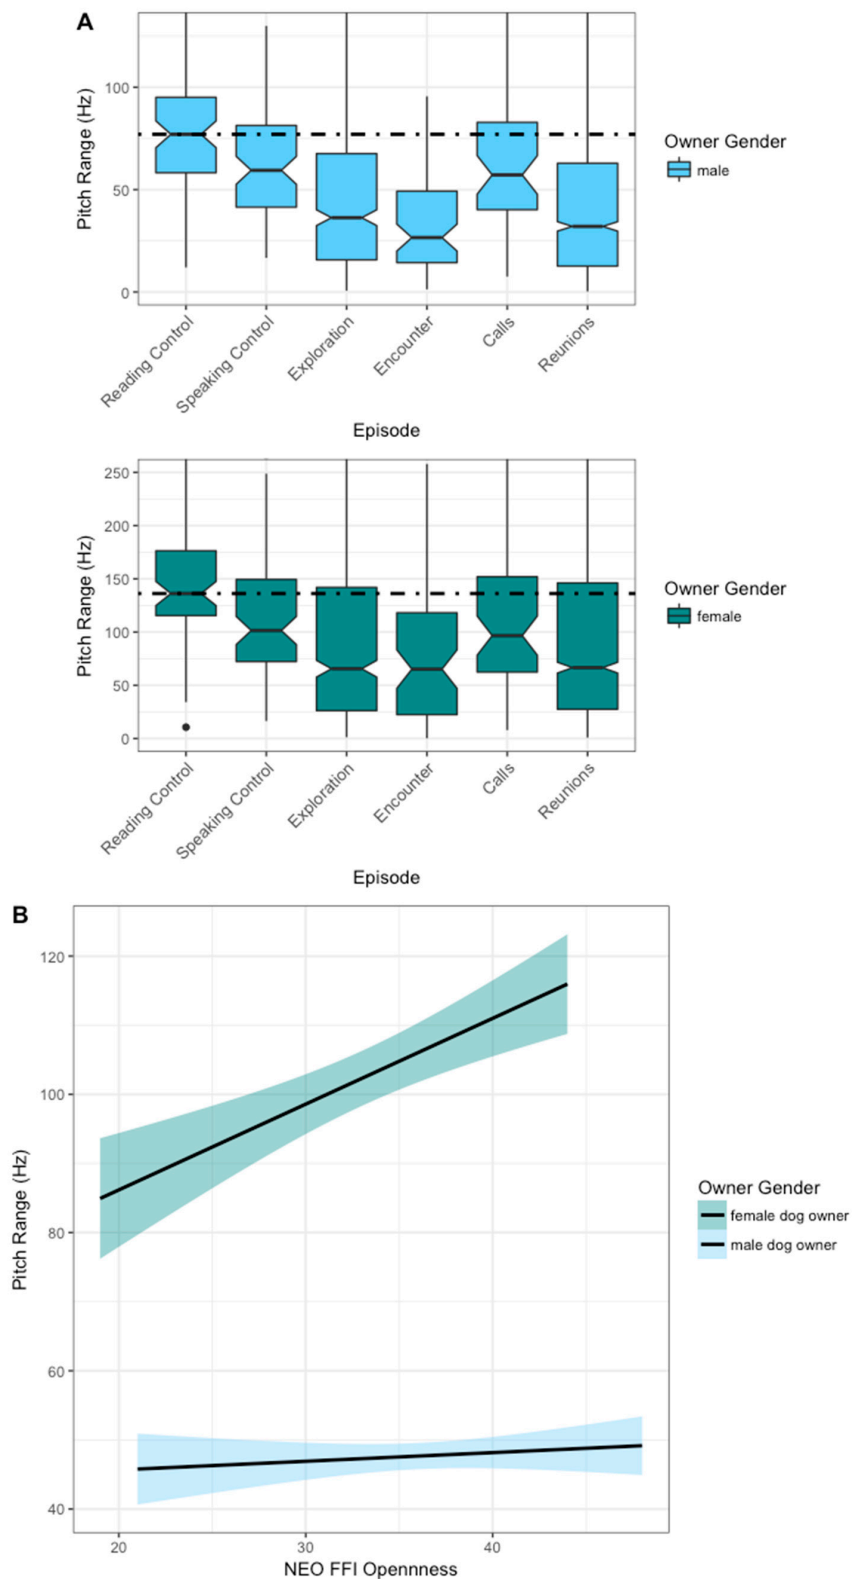 A
Pitch Range (Hz)
100
50
0
Reading Control
Speaking Control
Exploration
Encounter
Calls
Reunions
Episode
Owner Gender
male
Pitch Range (Hz)
250
200
150
100
50
0
Reading Control
Speaking Control
Exploration
Encounter
Calls
Reunions
Episode
Owner Gender
female
B
Pitch Range (Hz)
120
100
80
60
40
20
30
40
NEO FFI Opennness
Owner Gender
female dog owner
male dog owner